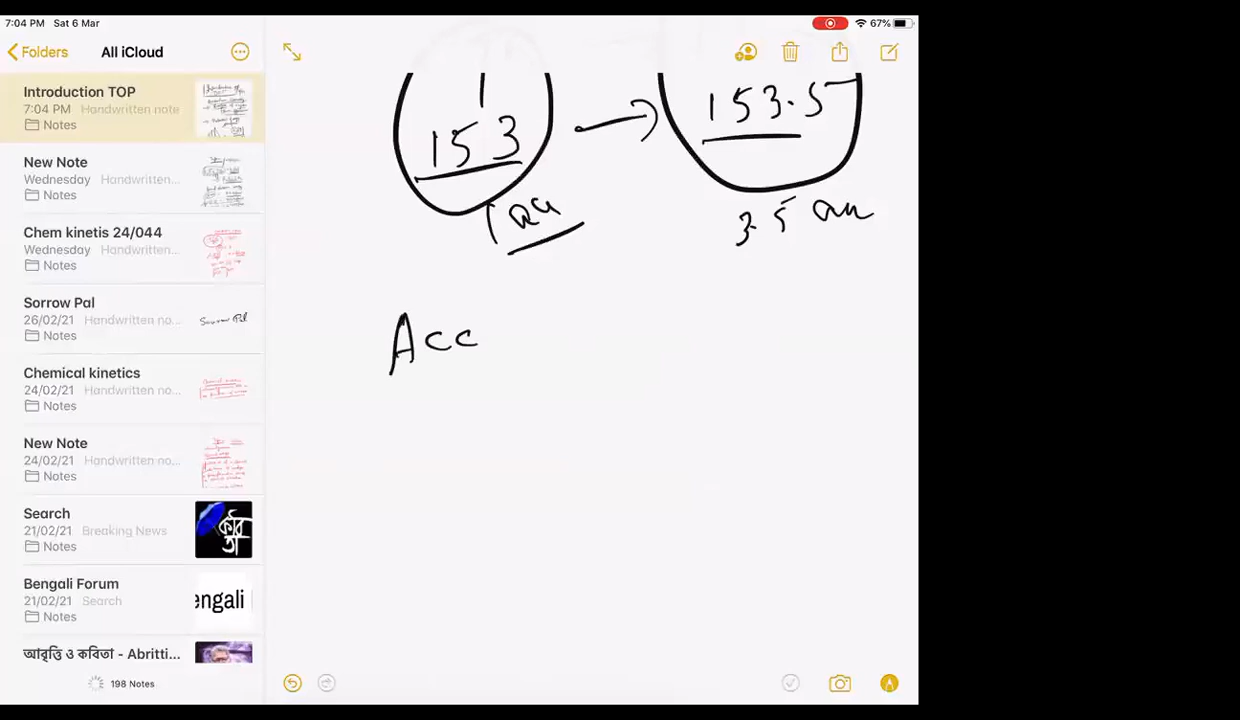 7:04 PM Sat 6 Mar
67%
Folders
All iCloud
Introduction TOP
7:04 PM Handwritten note
Notes
New Note
Wednesday Handwritten...
Notes
Chem kinetis 24/044
Wednesday Handwritten...
Notes
Sorrow Pal
26/02/21 Handwritten no...
Notes
Chemical kinetics
24/02/21 Handwritten no...
Notes
New Note
24/02/21 Handwritten no...
Notes
Search
21/02/21 Breaking News
Notes
কবিতা
Bengali Forum
21/02/21 Search
Notes
engali
আবৃত্তি ও কবিতা - Abritti...
198 Notes
153
153.5
3.5
Acc